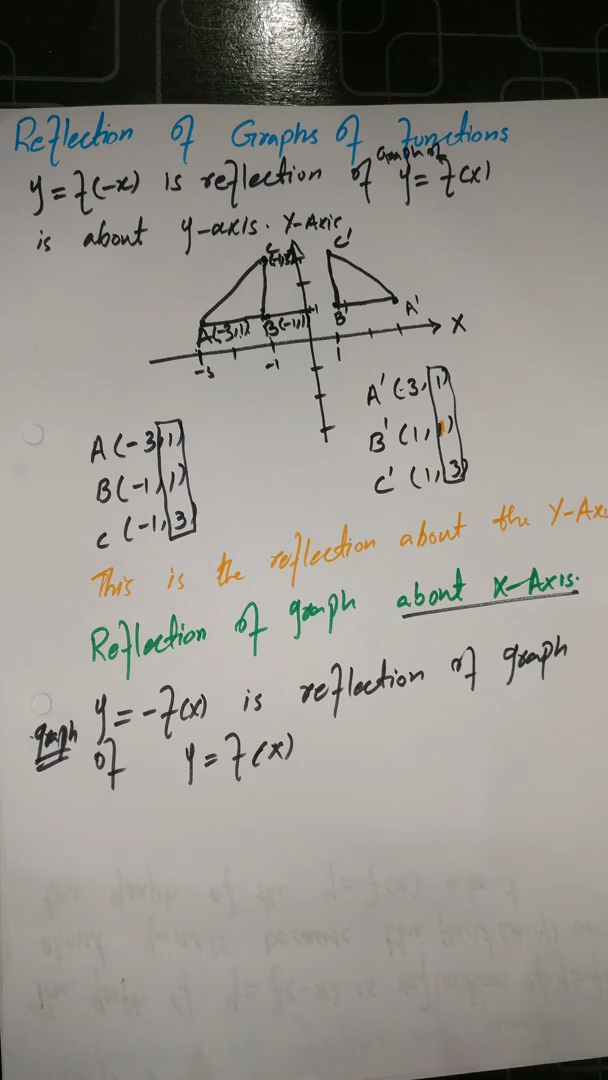 Reflection of Graphs of Functions
graph of
y = f(-x) is reflection of y = f(x)
is about y-axis. Y-Axis
C C'
A(-3,1) B(-1,1) 1 B' A'
-3 -1 1 X
A (-3, 1) A' (3, 1)
B (-1, 1) B' (1, 1)
C (-1, 3) C' (1, 3)
This is the reflection about the Y-Axis
Reflection of graph about X-Axis.
graph y = -f(x) is reflection of graph
of y = f(x)